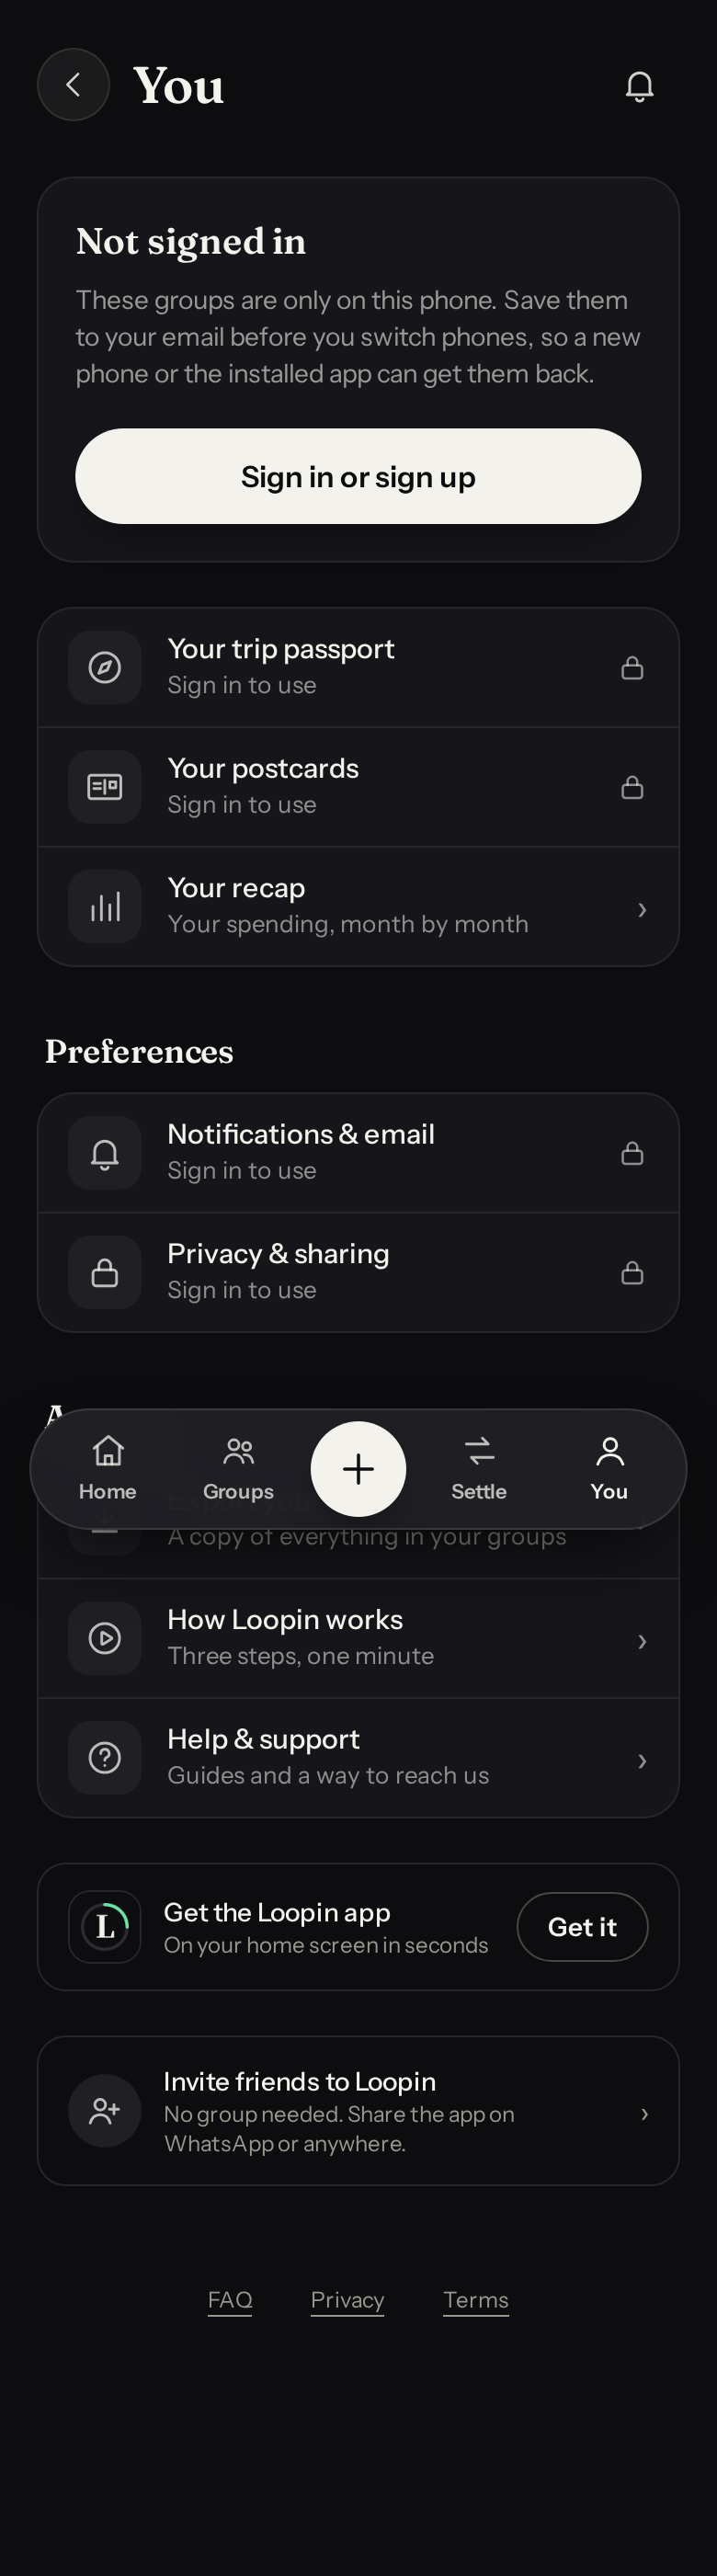 You
Not signed in
These groups are only on this phone. Save them
to your email before you switch phones, so a new
phone or the installed app can get them back.
Sign in or sign up
Your trip passport
Sign in to use
Your postcards
Sign in to use
Your recap
Your spending, month by month
Preferences
Notifications & email
Sign in to use
Privacy & sharing
Sign in to use
Home
Groups
Settle
You
A copy of everything in your groups
How Loopin works
Three steps, one minute
Help & support
Guides and a way to reach us
L
Get the Loopin app
On your home screen in seconds
Get it
Invite friends to Loopin
No group needed. Share the app on
WhatsApp or anywhere.
FAQ
Privacy
Terms